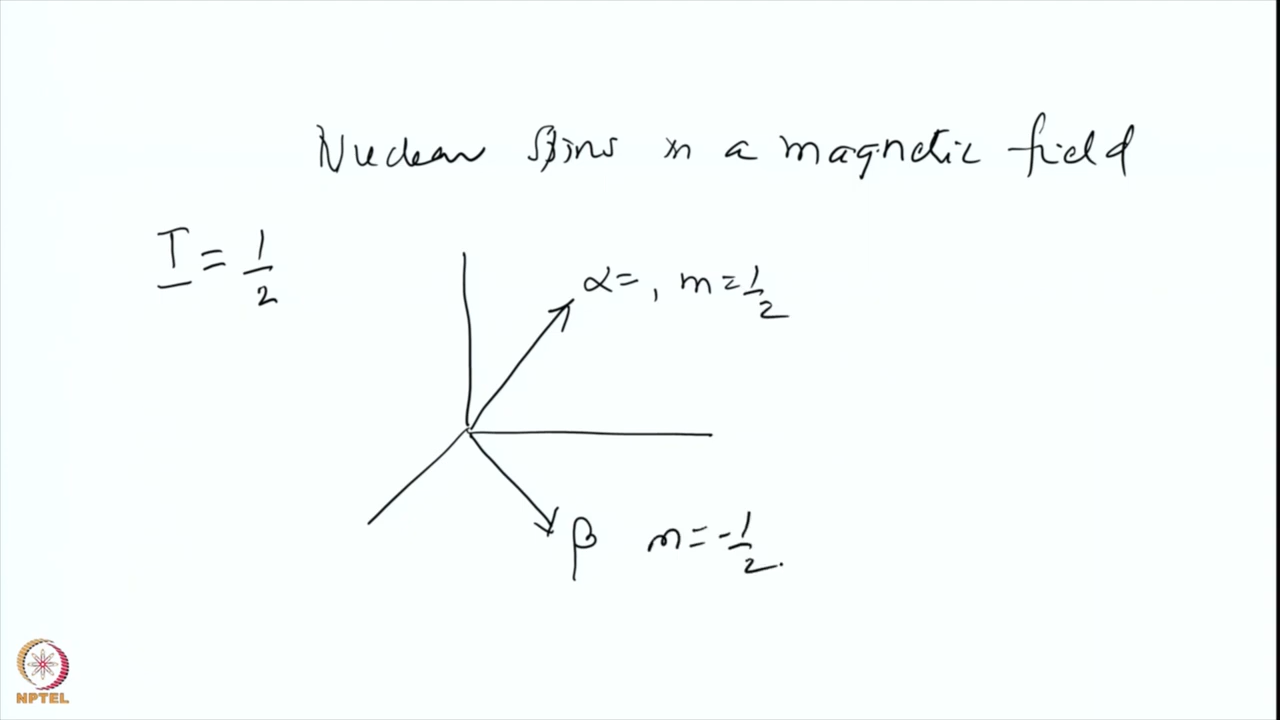 Nuclear Spins in a magnetic field
I = 1/2
α= , m = 1/2
β m = -1/2.
NPTEL